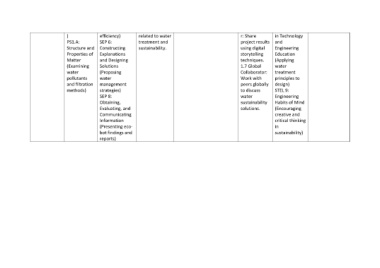 )
PS1.A:
Structure and
Properties of
Matter
(Examining
water
pollutants
and filtration
methods)
efficiency)
SEP 6:
Constructing
Explanations
and Designing
Solutions
(Proposing
water
management
strategies)
SEP 8:
Obtaining,
Evaluating, and
Communicating
Information
(Presenting eco-
bot findings and
reports)
related to water
treatment and
sustainability.
r: Share
project results
using digital
storytelling
techniques.
1.7 Global
Collaborator:
Work with
peers globally
to discuss
water
sustainability
solutions.
in Technology
and
Engineering
Education
(Applying
water
treatment
principles to
design)
STEL 9:
Engineering
Habits of Mind
(Encouraging
creative and
critical thinking
in
sustainability)